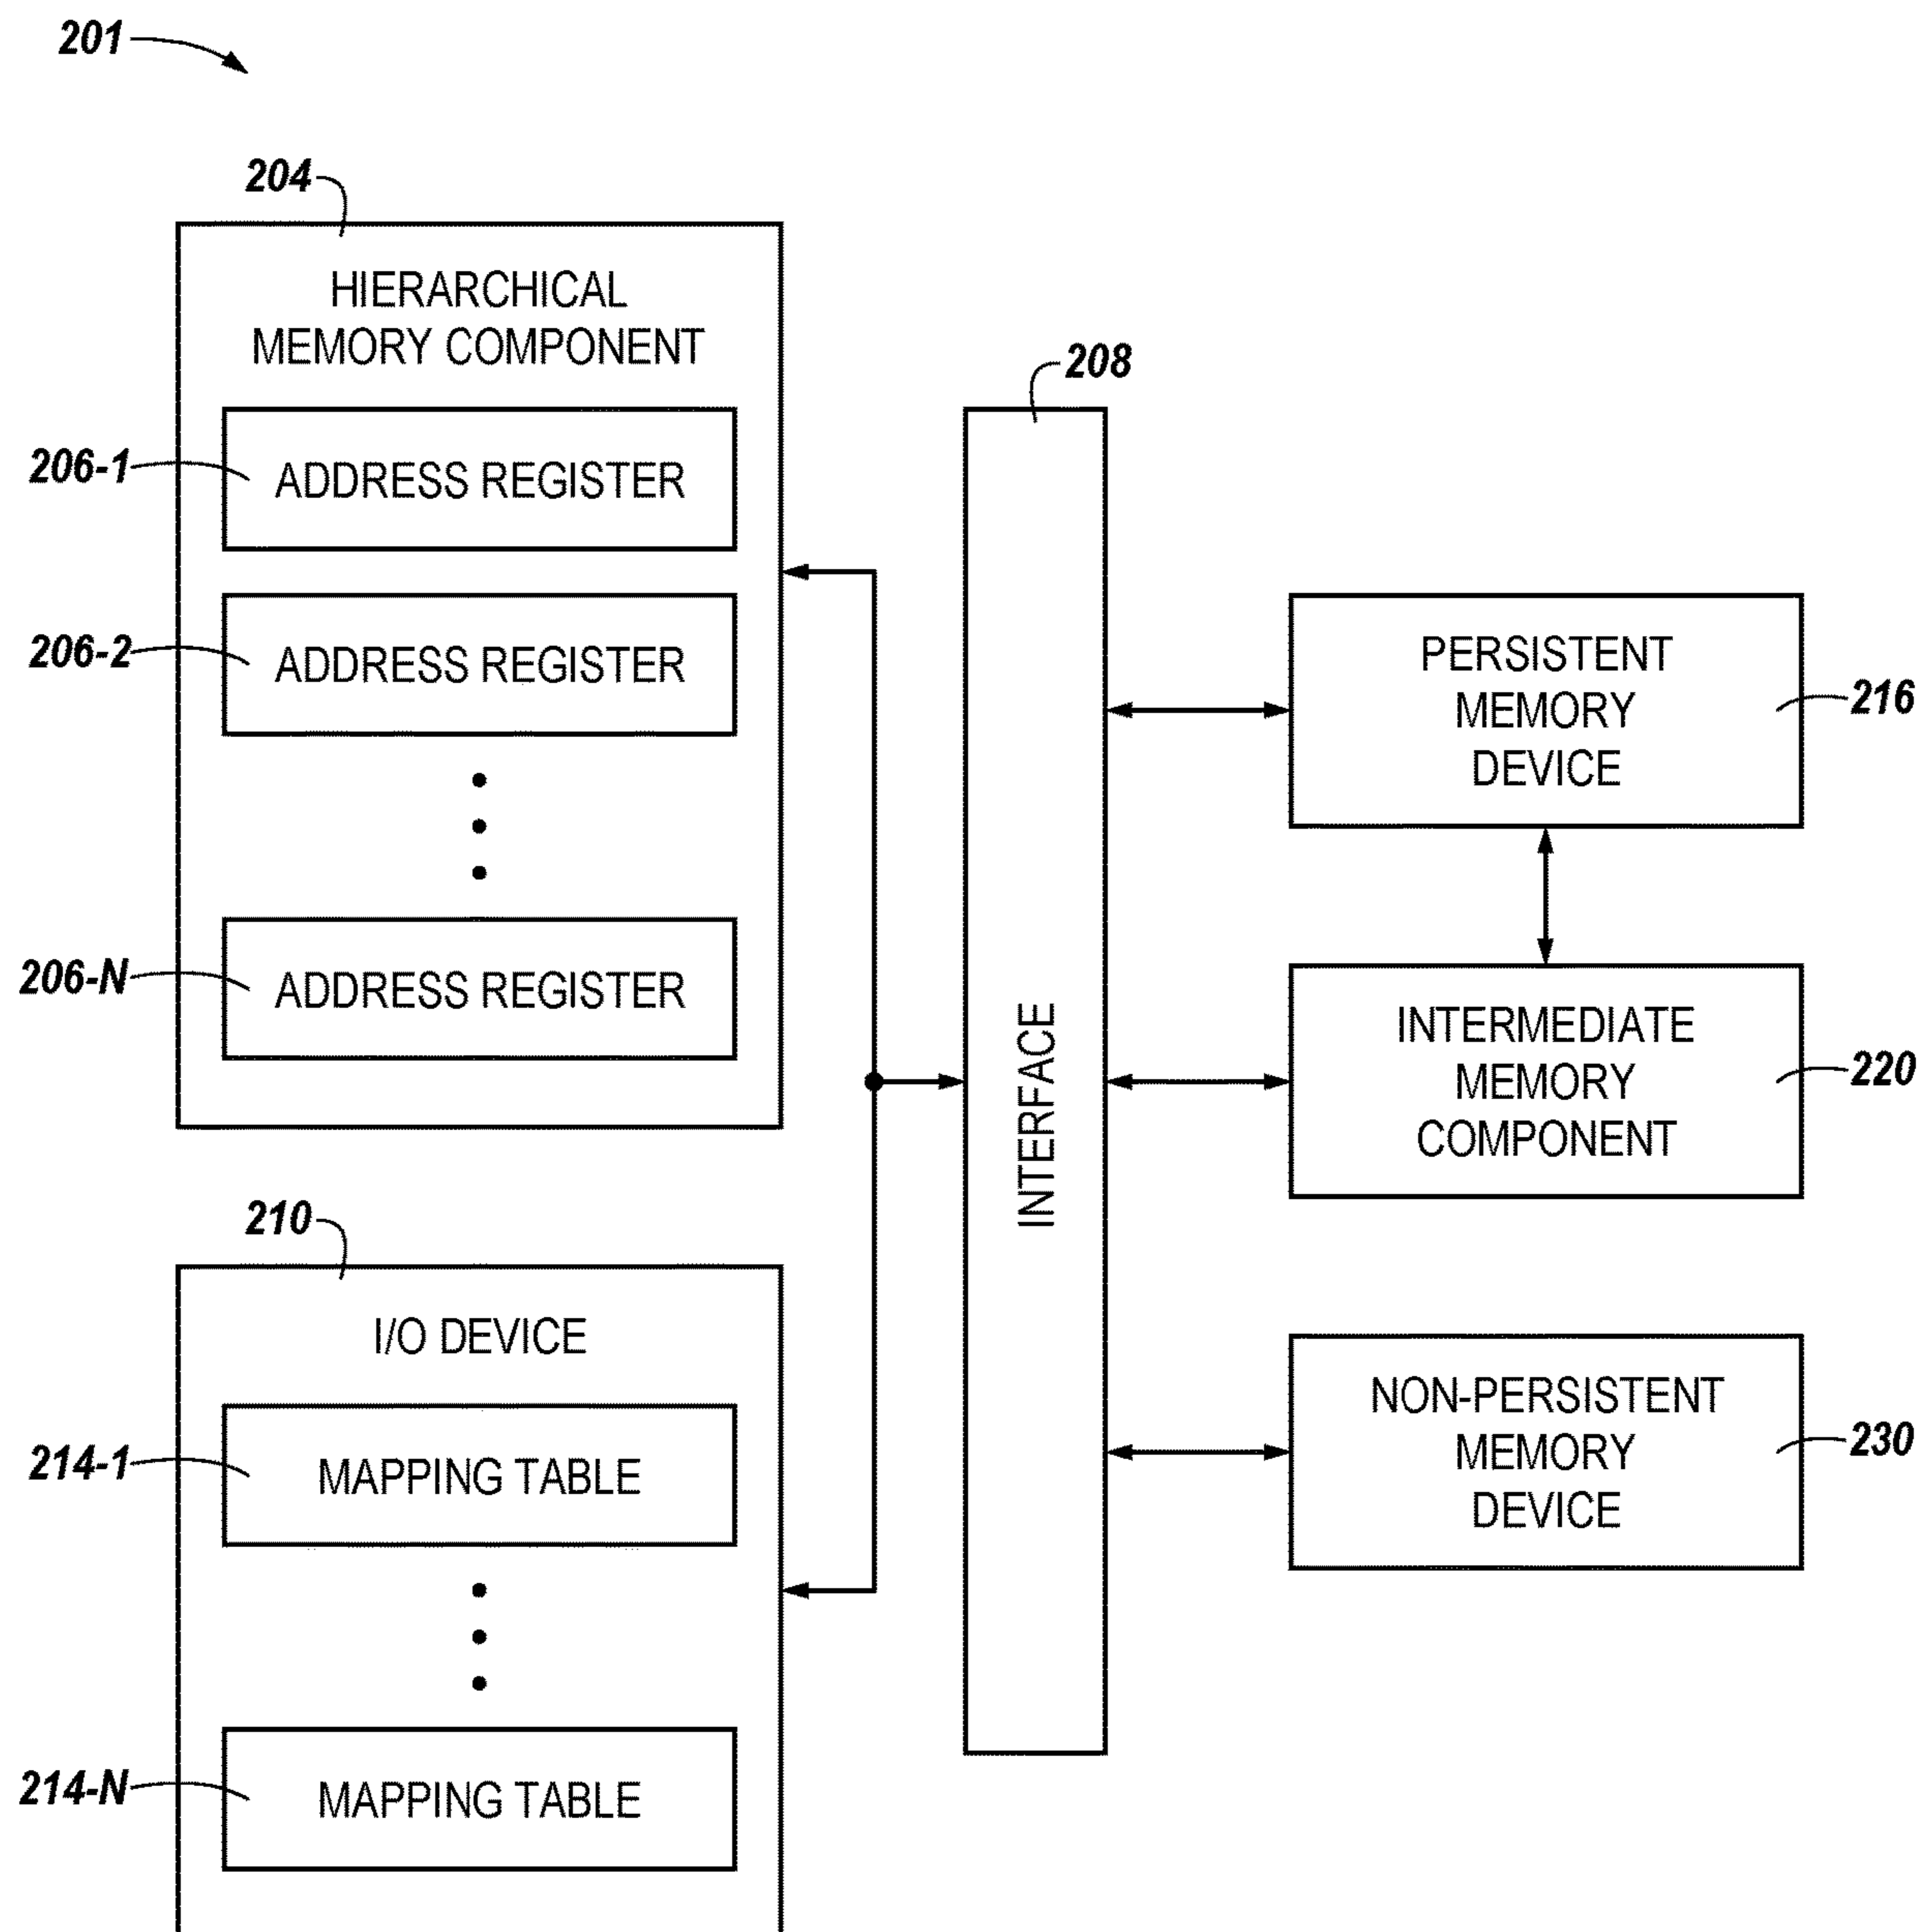 201
204
HIERARCHICAL
MEMORY COMPONENT
208
206-1
ADDRESS REGISTER
206-2
ADDRESS REGISTER
206-N
ADDRESS REGISTER
INTERFACE
PERSISTENT
MEMORY
DEVICE
216
INTERMEDIATE
MEMORY
COMPONENT
220
210
I/O DEVICE
214-1
MAPPING TABLE
214-N
MAPPING TABLE
NON-PERSISTENT
MEMORY
DEVICE
230